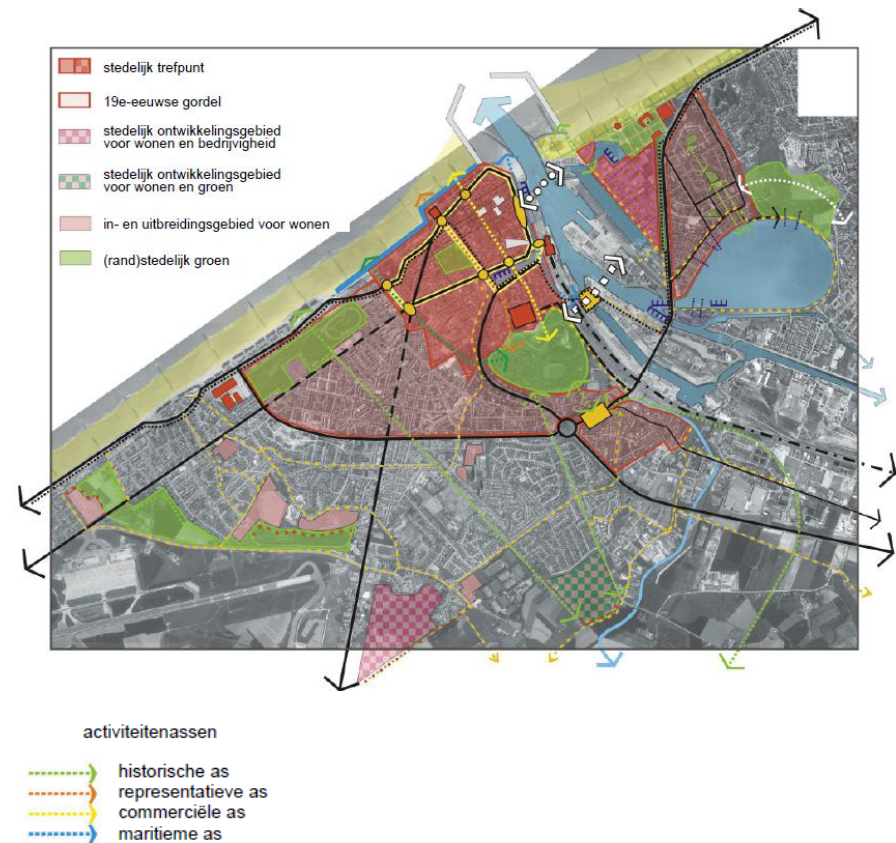 stedelijk trefpunt
19e-eeuwse gordel
stedelijk ontwikkelingsgebied
voor wonen en bedrijvigheid
stedelijk ontwikkelingsgebied
voor wonen en groen
in- en uitbreidingsgebied voor wonen
(rand)stedelijk groen
activiteitenassen
historische as
representatieve as
commerciële as
maritieme as